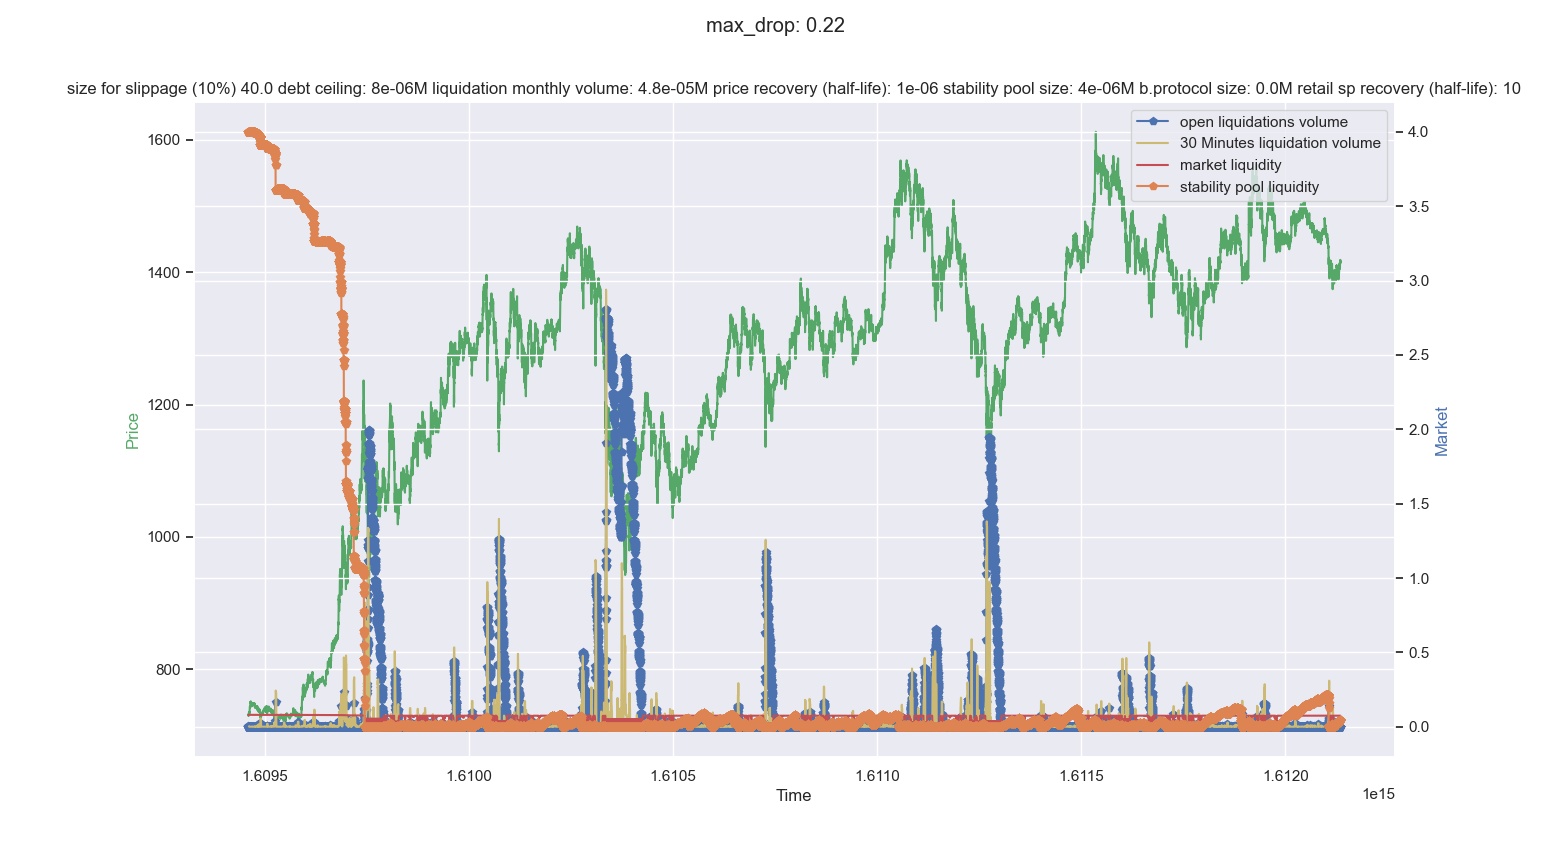 max_drop: 0.22
size for slippage (10%) 40.0 debt ceiling: 8e-06M liquidation monthly volume: 4.8e-05M price recovery (half-life): 1e-06 stability pool size: 4e-06M b.protocol size: 0.0M retail sp recovery (half-life): 10
open liquidations volume
30 Minutes liquidation volume
market liquidity
stability pool liquidity
1600
1400
1200
1000
800
Price
4.0
3.5
3.0
2.5
2.0
1.5
1.0
0.5
0.0
Market
1.6095
1.6100
1.6105
1.6110
1.6115
1.6120
Time
1e15